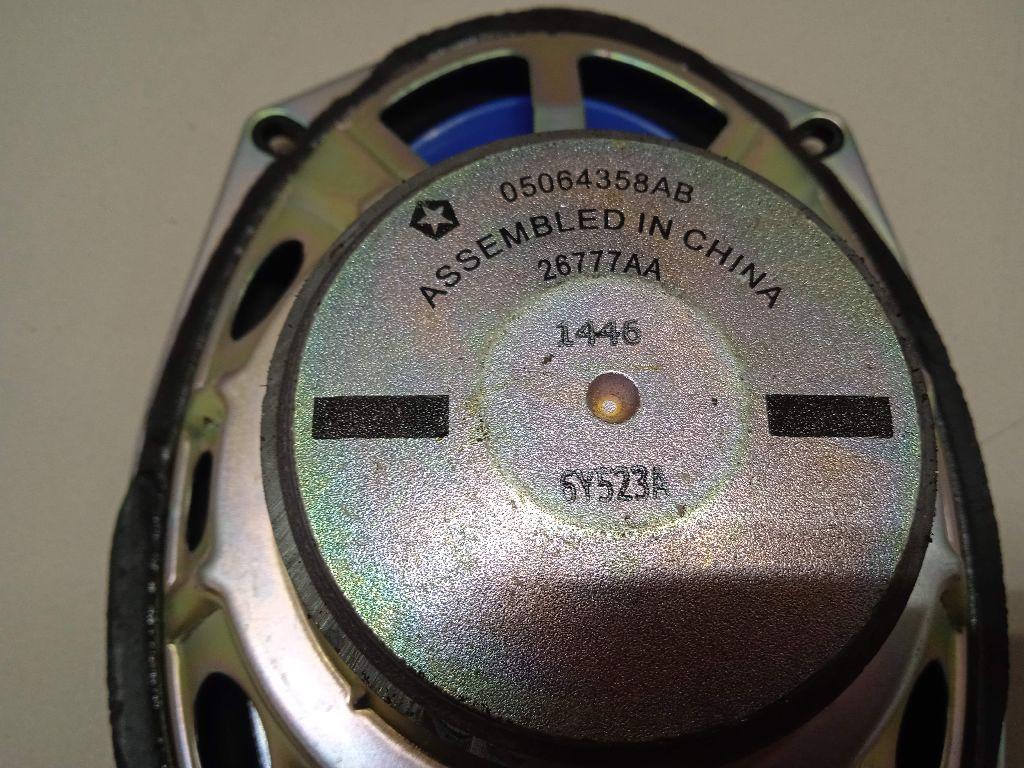 05064358AB
ASSEMBLED IN CHINA
26777AA
1446
6Y523A